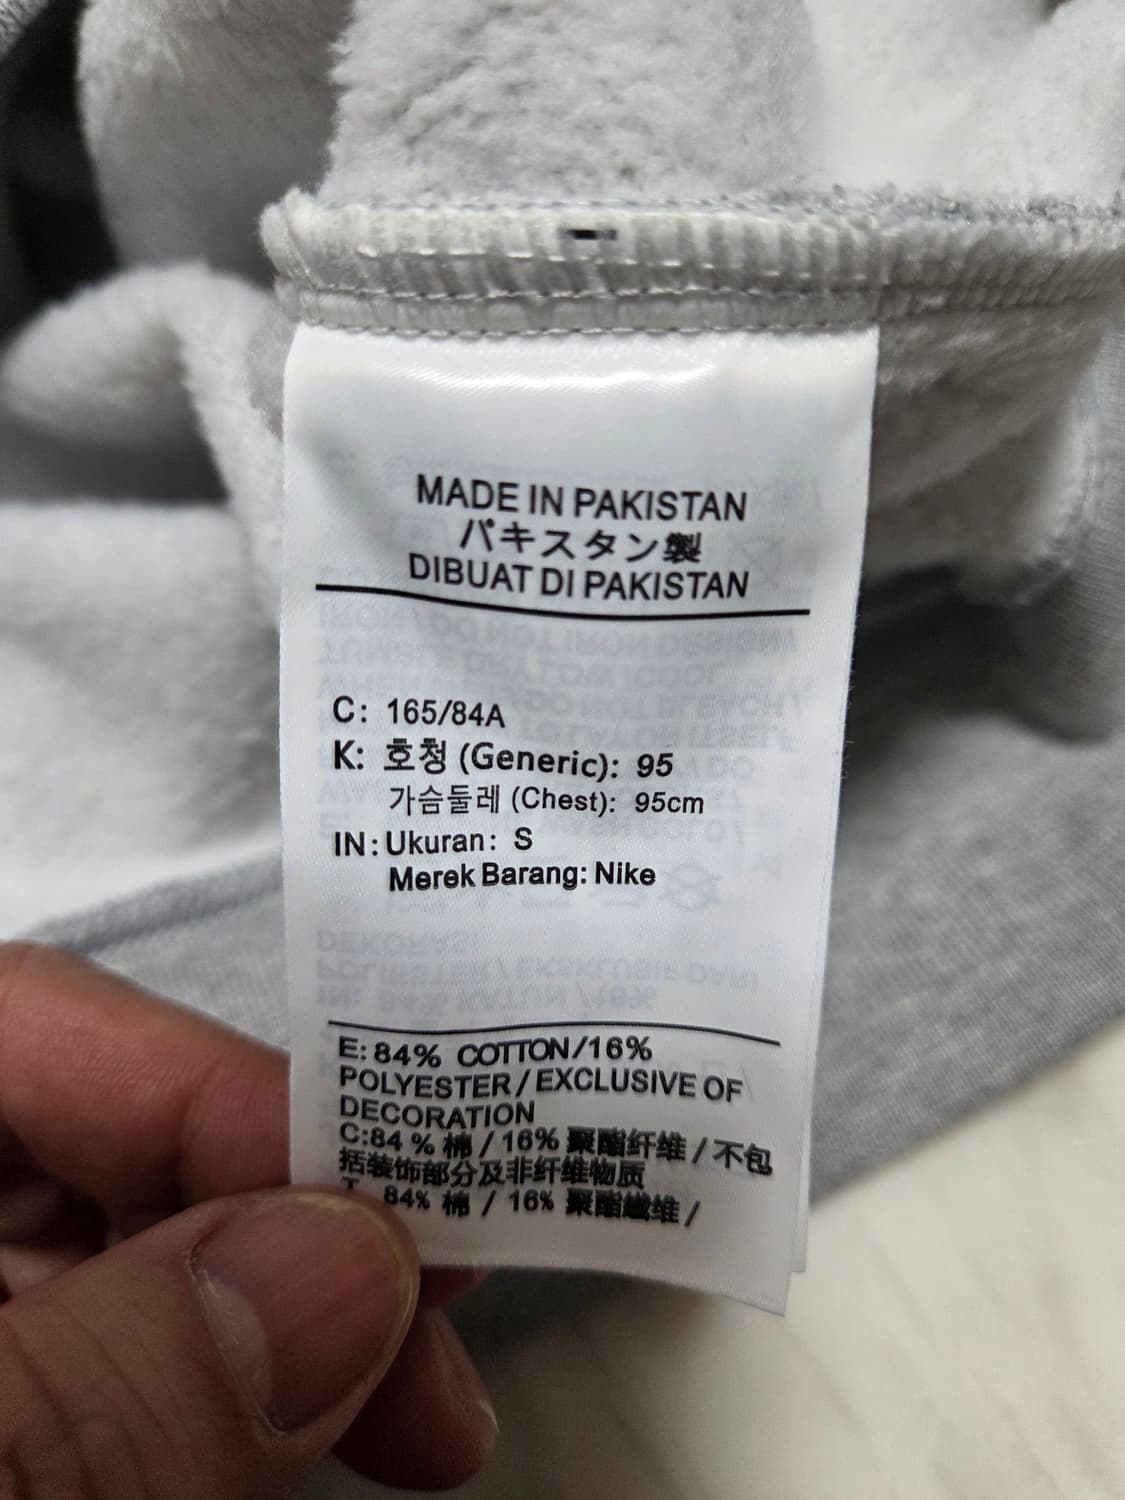 MADE IN PAKISTAN
パキスタン製
DIBUAT DI PAKISTAN
C: 165/84A
K: 호청 (Generic): 95
가슴둘레 (Chest): 95cm
IN: Ukuran: S
Merek Barang: Nike
E: 84% COTTON/16%
POLYESTER/EXCLUSIVE OF
DECORATION
C:84 % 棉 / 16% 聚酯纤维 / 不包
括装饰部分及非纤维物质
84% 棉 / 16% 聚酯纖维 /